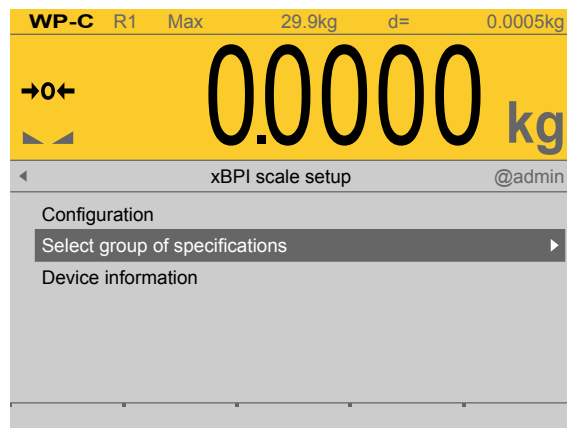 WP-C R1 Max 29.9kg d= 0.0005kg
→0←
0.0000 kg
xBPI scale setup @admin
Configuration
Select group of specifications
Device information